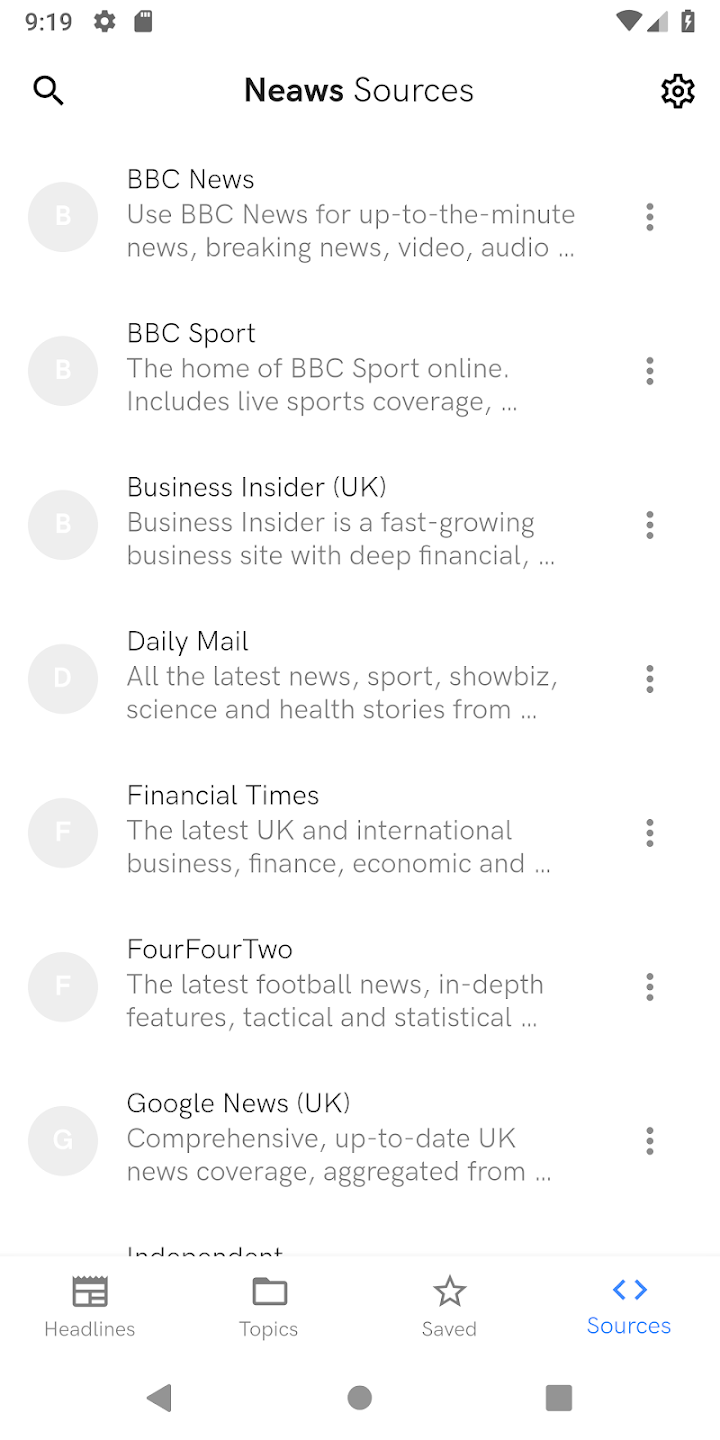 9:19
Neaws Sources
B
BBC News
Use BBC News for up-to-the-minute
news, breaking news, video, audio ...
B
BBC Sport
The home of BBC Sport online.
Includes live sports coverage, ...
B
Business Insider (UK)
Business Insider is a fast-growing
business site with deep financial, ...
D
Daily Mail
All the latest news, sport, showbiz,
science and health stories from ...
F
Financial Times
The latest UK and international
business, finance, economic and ...
F
FourFourTwo
The latest football news, in-depth
features, tactical and statistical ...
G
Google News (UK)
Comprehensive, up-to-date UK
news coverage, aggregated from ...
Independent
Headlines
Topics
Saved
Sources